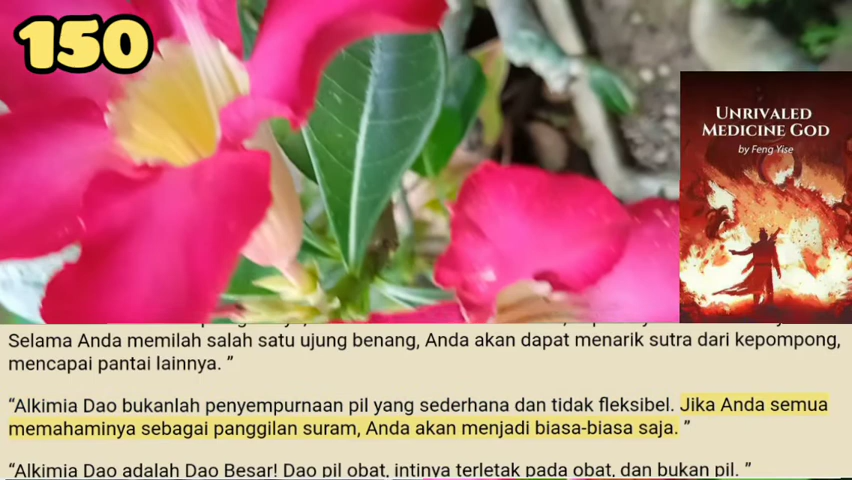 150
UNRIVALED
MEDICINE GOD
by Feng Yise
Selama Anda memilah salah satu ujung benang, Anda akan dapat menarik sutra dari kepompong,
mencapai pantai lainnya. ”
“Alkimia Dao bukanlah penyempurnaan pil yang sederhana dan tidak fleksibel. Jika Anda semua
memahaminya sebagai panggilan suram, Anda akan menjadi biasa-biasa saja. ”
“Alkimia Dao adalah Dao Besar! Dao pil obat, intinya terletak pada obat, dan bukan pil. ”